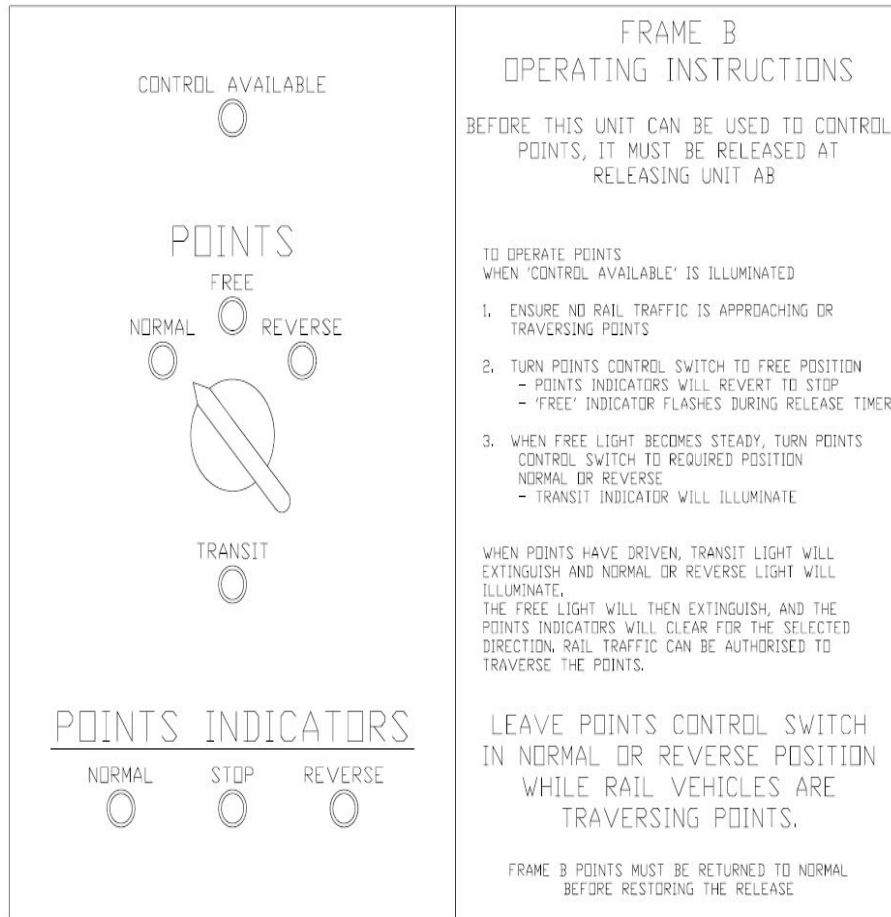 CONTROL AVAILABLE
POINTS
FREE
NORMAL
REVERSE
TRANSIT
POINTS INDICATORS
NORMAL
STOP
REVERSE
FRAME B
OPERATING INSTRUCTIONS
BEFORE THIS UNIT CAN BE USED TO CONTROL
POINTS, IT MUST BE RELEASED AT
RELEASING UNIT AB
TO OPERATE POINTS
WHEN 'CONTROL AVAILABLE' IS ILLUMINATED
1. ENSURE NO RAIL TRAFFIC IS APPROACHING OR
TRAVERSING POINTS
2. TURN POINTS CONTROL SWITCH TO FREE POSITION
- POINTS INDICATORS WILL REVERT TO STOP
- 'FREE' INDICATOR FLASHES DURING RELEASE TIMER
3. WHEN FREE LIGHT BECOMES STEADY, TURN POINTS
CONTROL SWITCH TO REQUIRED POSITION
NORMAL OR REVERSE
- TRANSIT INDICATOR WILL ILLUMINATE
WHEN POINTS HAVE DRIVEN, TRANSIT LIGHT WILL
EXTINGUISH AND NORMAL OR REVERSE LIGHT WILL
ILLUMINATE.
THE FREE LIGHT WILL THEN EXTINGUISH, AND THE
POINTS INDICATORS WILL CLEAR FOR THE SELECTED
DIRECTION. RAIL TRAFFIC CAN BE AUTHORISED TO
TRAVERSE THE POINTS.
LEAVE POINTS CONTROL SWITCH
IN NORMAL OR REVERSE POSITION
WHILE RAIL VEHICLES ARE
TRAVERSING POINTS.
FRAME B POINTS MUST BE RETURNED TO NORMAL
BEFORE RESTORING THE RELEASE